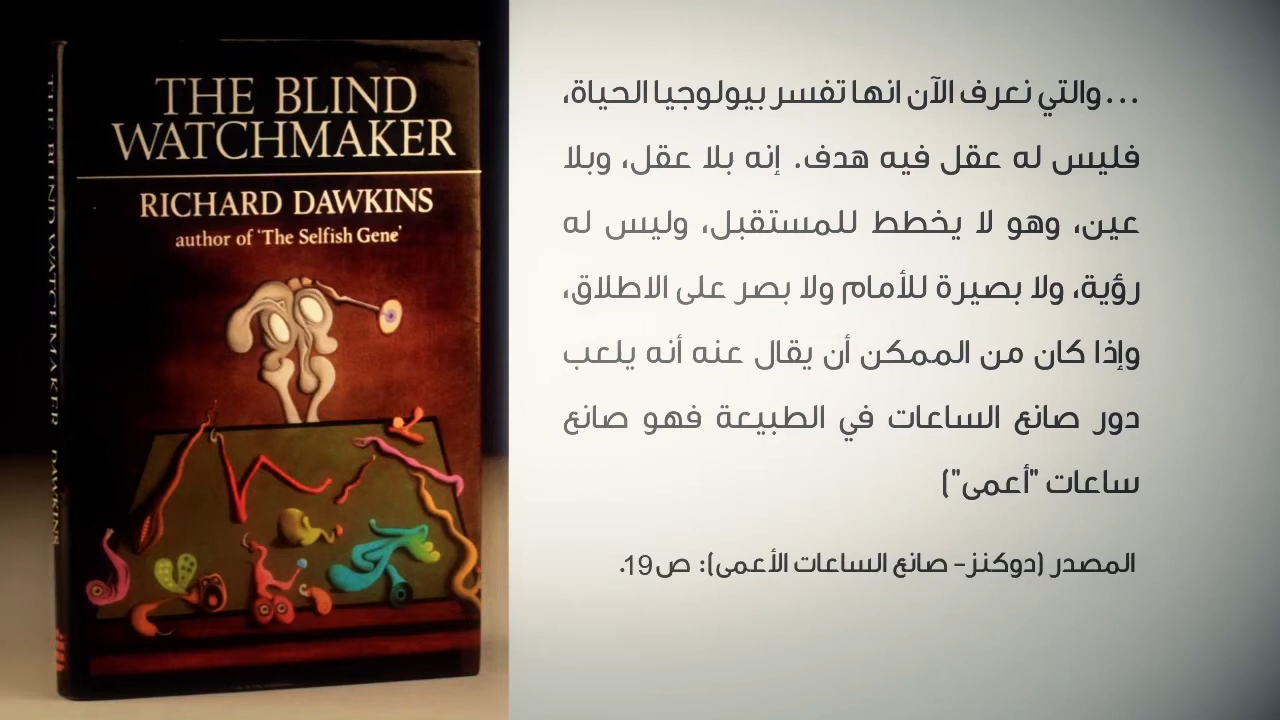 THE BLIND
WATCHMAKER
RICHARD DAWKINS
author of 'The Selfish Gene'
THE BLIND WATCHMAKER DAWKINS
...والتي نعرف الآن انها تفسر بيولوجيا الحياة،
فليس له عقل فيه هدف. إنه بلا عقل، وبلا
عين، وهو لا يخطط للمستقبل، وليس له
رؤية، ولا بصيرة للأمام ولا بصر على الاطلاق،
وإذا كان من الممكن أن يقال عنه أنه يلعب
دور صانع الساعات في الطبيعة فهو صانع
ساعات "أعمى")
المصدر (دوكنز- صانع الساعات الأعمى): ص19.